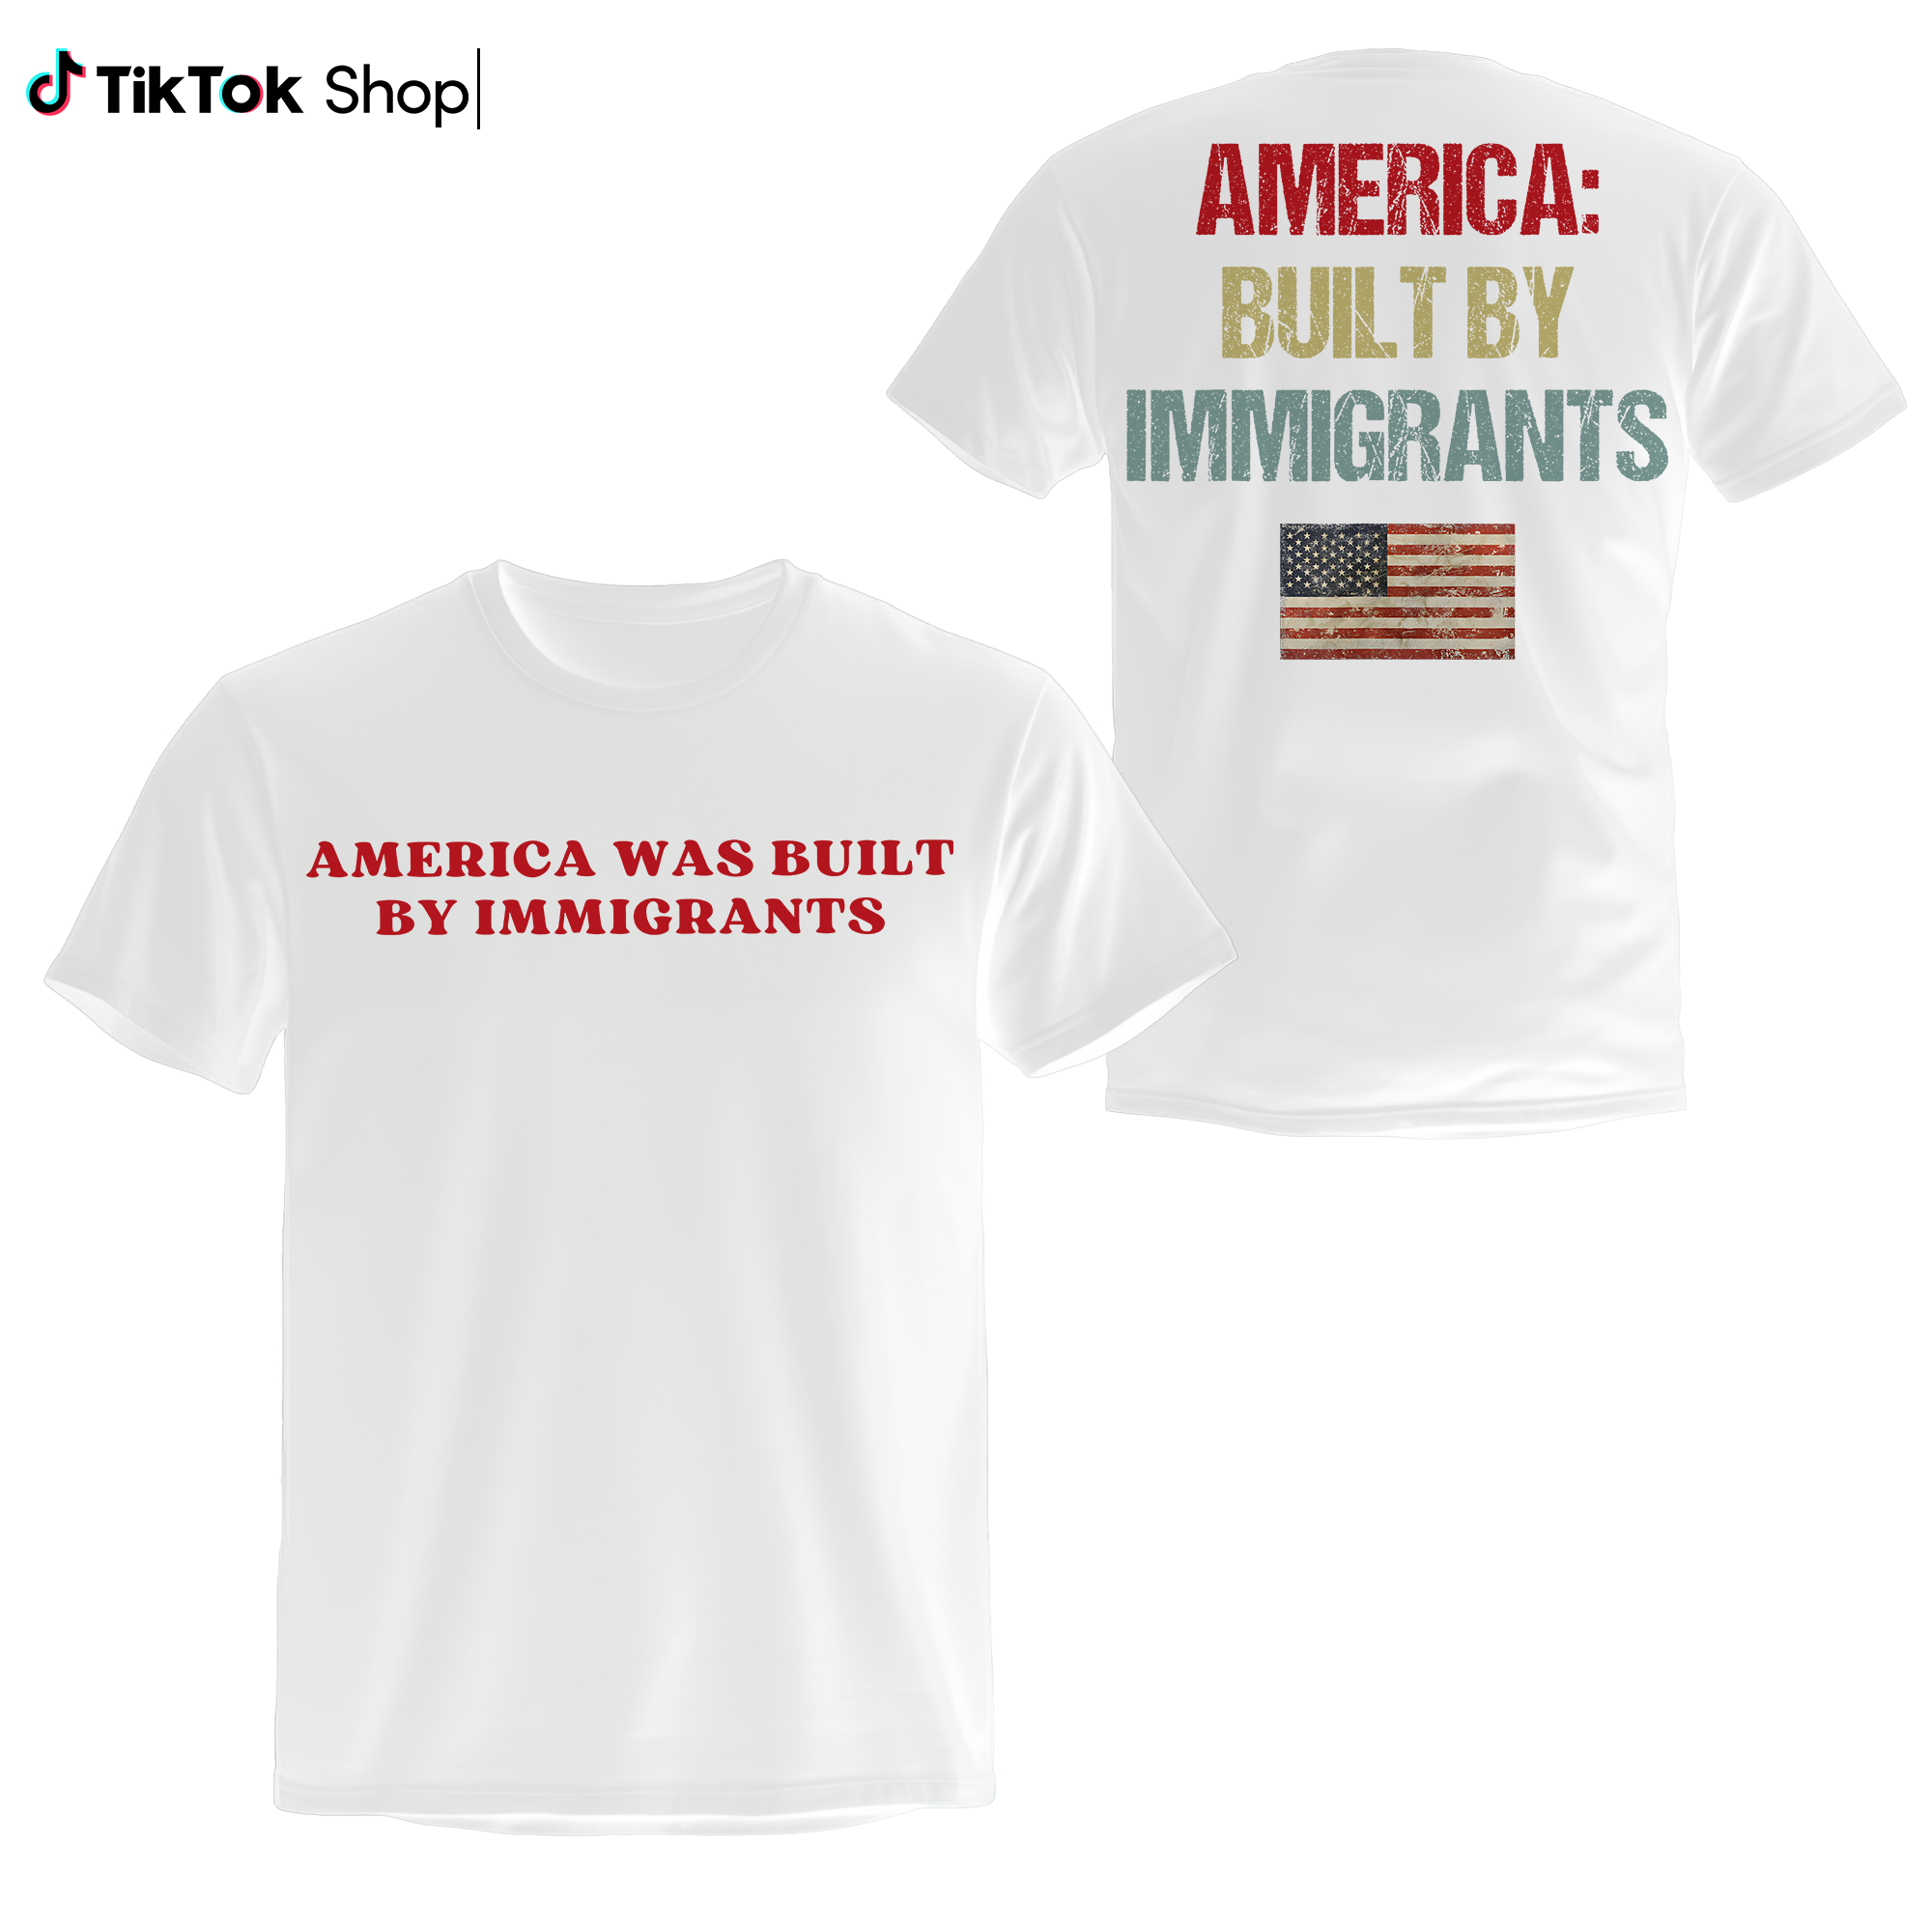 TikTok Shop
AMERICA:
BUILT BY
IMMIGRANTS
AMERICA WAS BUILT
BY IMMIGRANTS